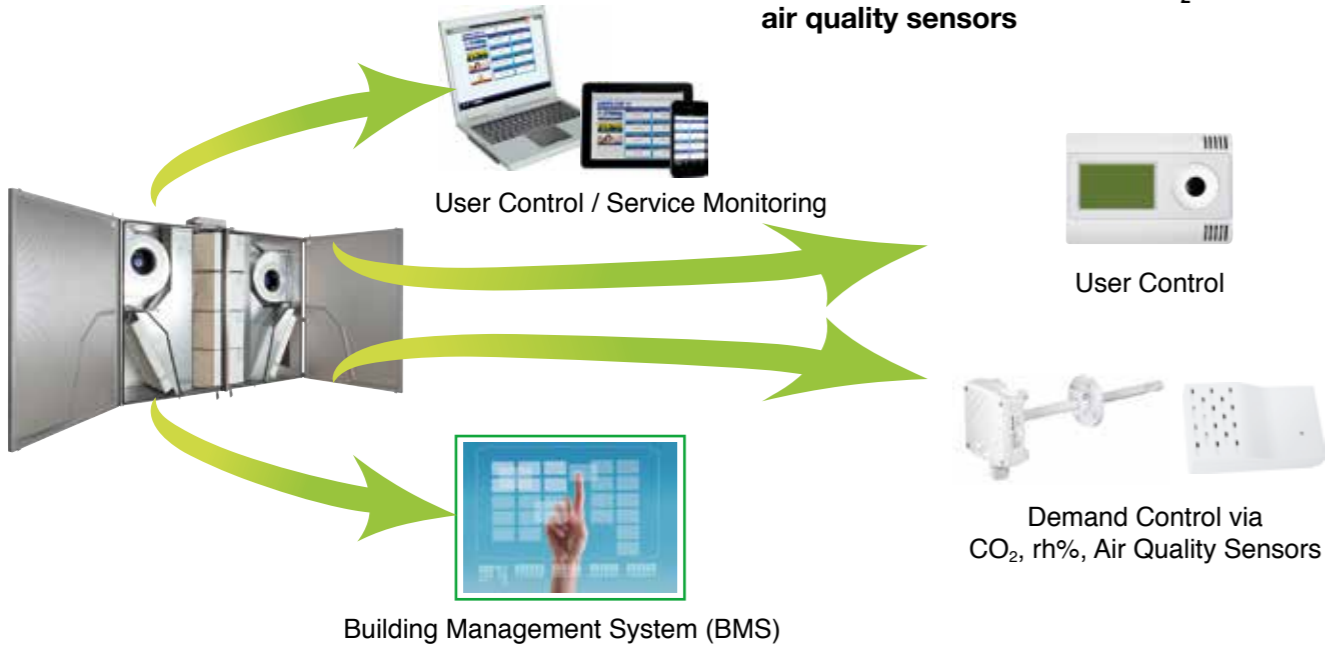 2
air quality sensors
User Control / Service Monitoring
User Control
Demand Control via
CO₂, rh%, Air Quality Sensors
Building Management System (BMS)